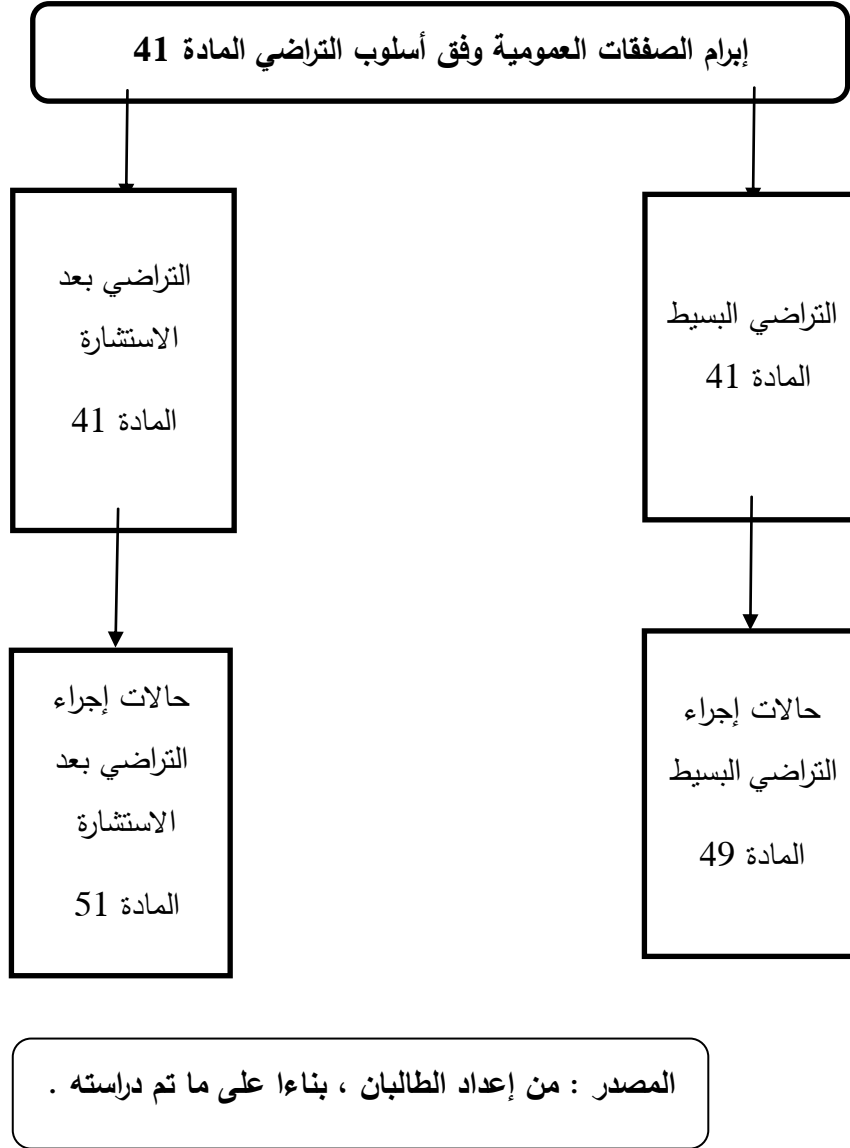 إبرام الصفقات العمومية وفق أسلوب التراضي المادة 41
التراضي البسيط
المادة 41
التراضي بعد
الاستشارة
المادة 41
حالات إجراء
التراضي البسيط
المادة 49
حالات إجراء
التراضي بعد
الاستشارة
المادة 51
المصدر : من إعداد الطالبان ، بناءا على ما تم دراسته .